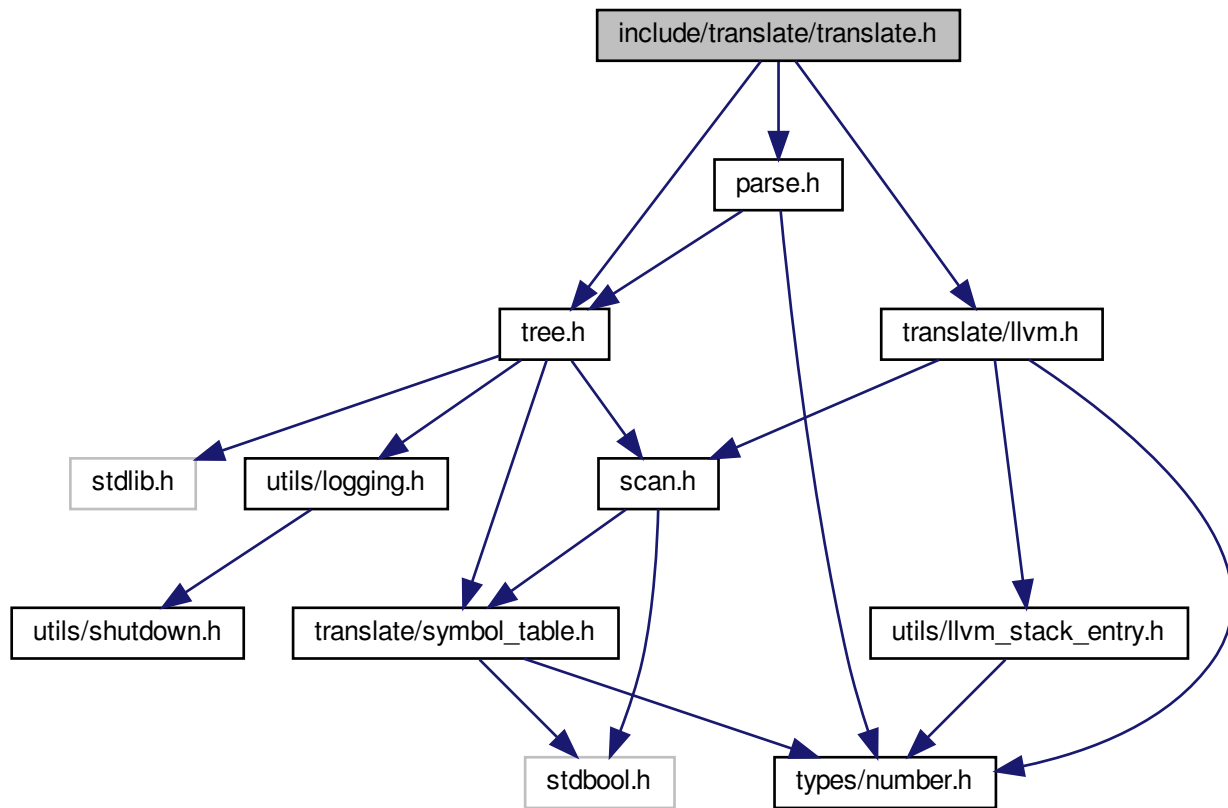 include/translate/translate.h
parse.h
tree.h
translate/llvm.h
stdlib.h
utils/logging.h
scan.h
utils/shutdown.h
translate/symbol_table.h
utils/llvm_stack_entry.h
stdbool.h
types/number.h